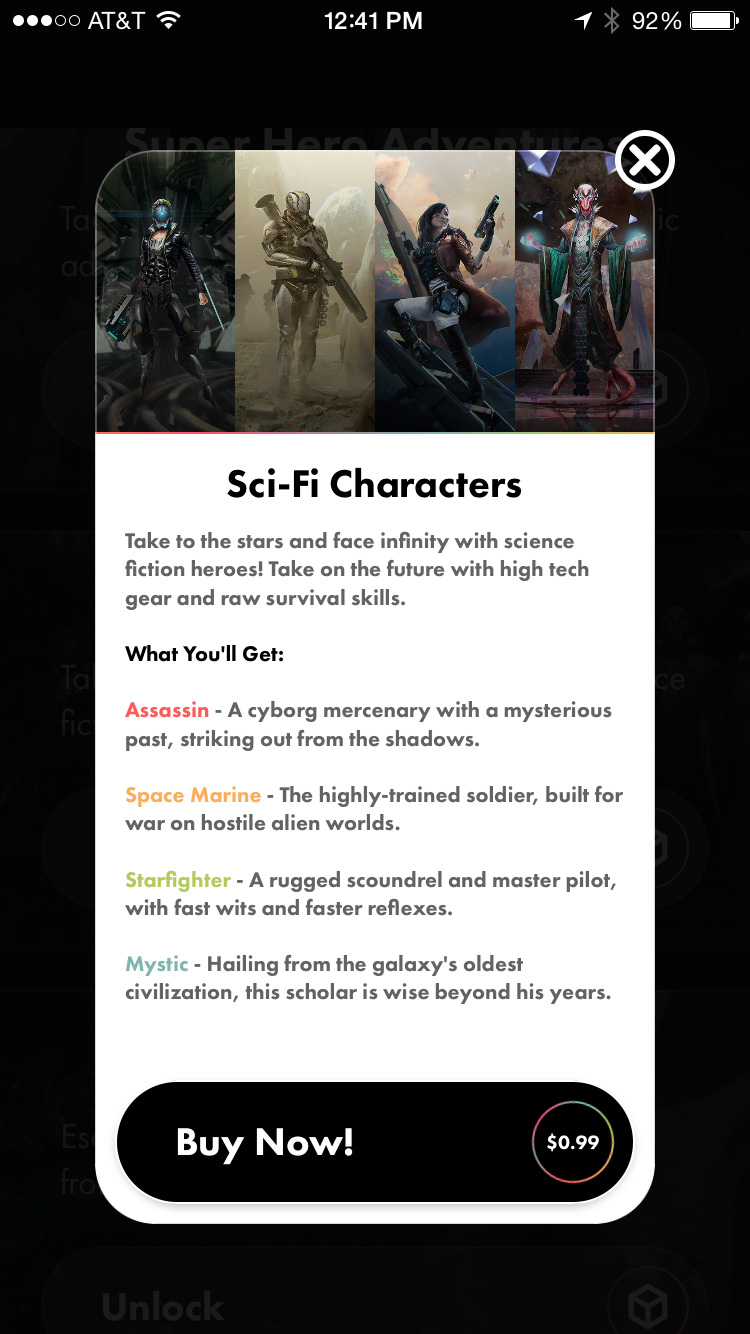 AT&T 12:41 PM 92%
Super Hero Adventures
Sci-Fi Characters
Take to the stars and face infinity with science
fiction heroes! Take on the future with high tech
gear and raw survival skills.
What You'll Get:
Assassin - A cyborg mercenary with a mysterious
past, striking out from the shadows.
Space Marine - The highly-trained soldier, built for
war on hostile alien worlds.
Starfighter - A rugged scoundrel and master pilot,
with fast wits and faster reflexes.
Mystic - Hailing from the galaxy's oldest
civilization, this scholar is wise beyond his years.
Buy Now! $0.99
Unlock